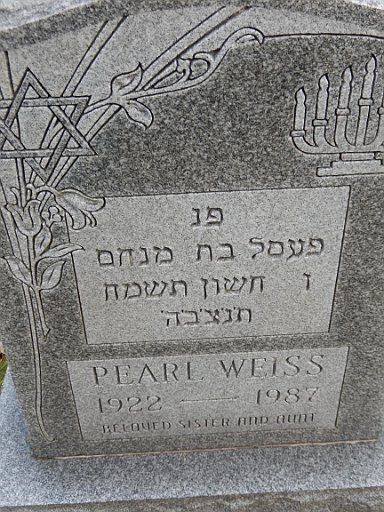 פנ
פעסל בת מנחם
ז חשון תשמח
תנצבה
PEARL WEISS
1922 — 1987
BELOVED SISTER AND AUNT